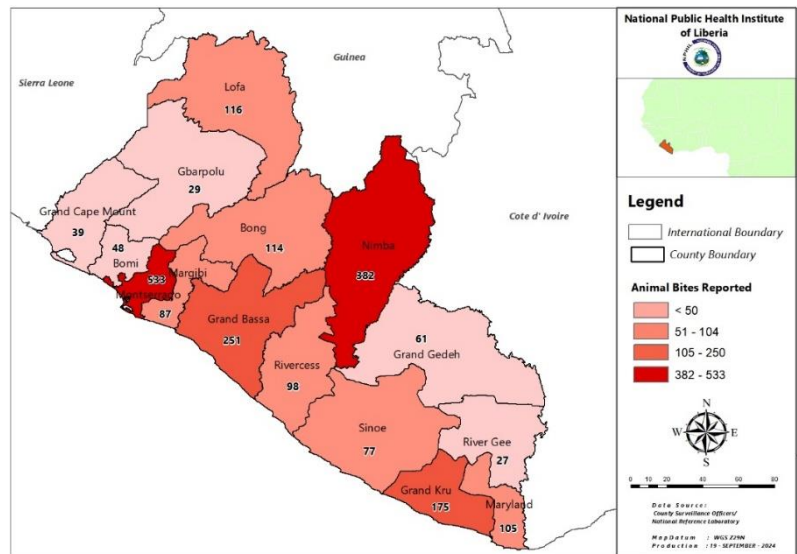 National Public Health Institute
of Liberia
Sierra Leone
Guinea
Cote d' Ivoire
Lofa
116
Gbarpolu
29
Grand Cape Mount
39
48
Bomi
533
Montserrado
Margibi
87
Bong
114
Nimba
382
Grand Bassa
251
Rivercess
98
61
Grand Gedeh
Sinoe
77
River Gee
27
Grand Kru
175
Maryland
105
Legend
International Boundary
County Boundary
Animal Bites Reported
< 50
51 - 104
105 - 250
382 - 533
N
W
E
S
0 10 20 40 60 80
Data Source:
County Surveillance Officers/
National Reference Laboratory
Map Datum : WGS Z29N
Production : 19 - SEPTEMBER - 2024